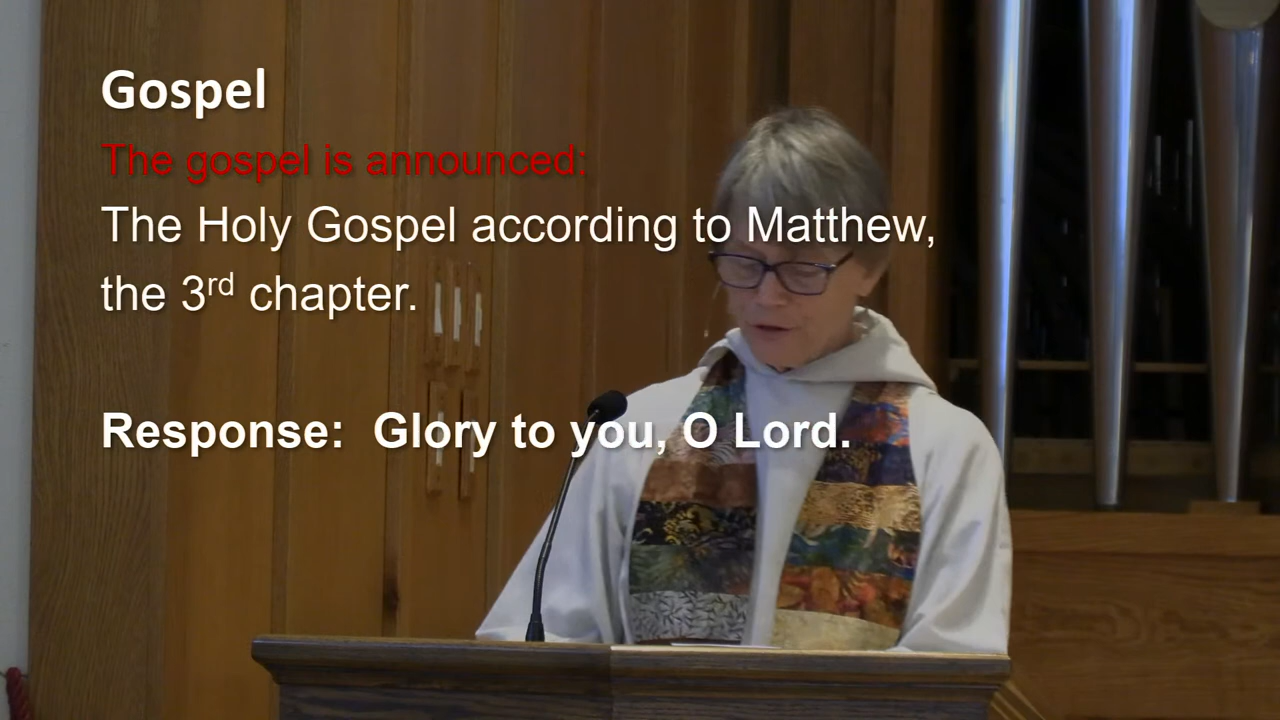 Gospel
The gospel is announced:
The Holy Gospel according to Matthew,
the 3rd chapter.
Response:  Glory to you, O Lord.